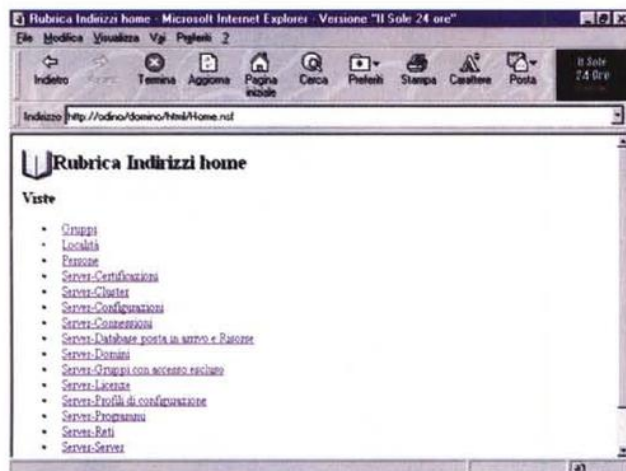 Rubrica Indirizzi home - Microsoft Internet Explorer - Versione "Il Sole 24 ore"
File Modifica Visualizza Vai Preferiti ?
Indietro Avanti Termina Aggiorna Pagina iniziale Cerca Preferiti Stampa Carattere Posta
Il Sole
24 Ore
Indirizzo http://odino/domino/html/Home.nsf
Rubrica Indirizzi home
Viste
Gruppi
Località
Persone
Server-Certificazioni
Server-Cluster
Server-Configurazioni
Server-Connessioni
Server-Database posta in arrivo e Risorse
Server-Domini
Server-Gruppi con accesso escluso
Server-Licenze
Server-Profili di configurazione
Server-Programmi
Server-Reti
Server-Server